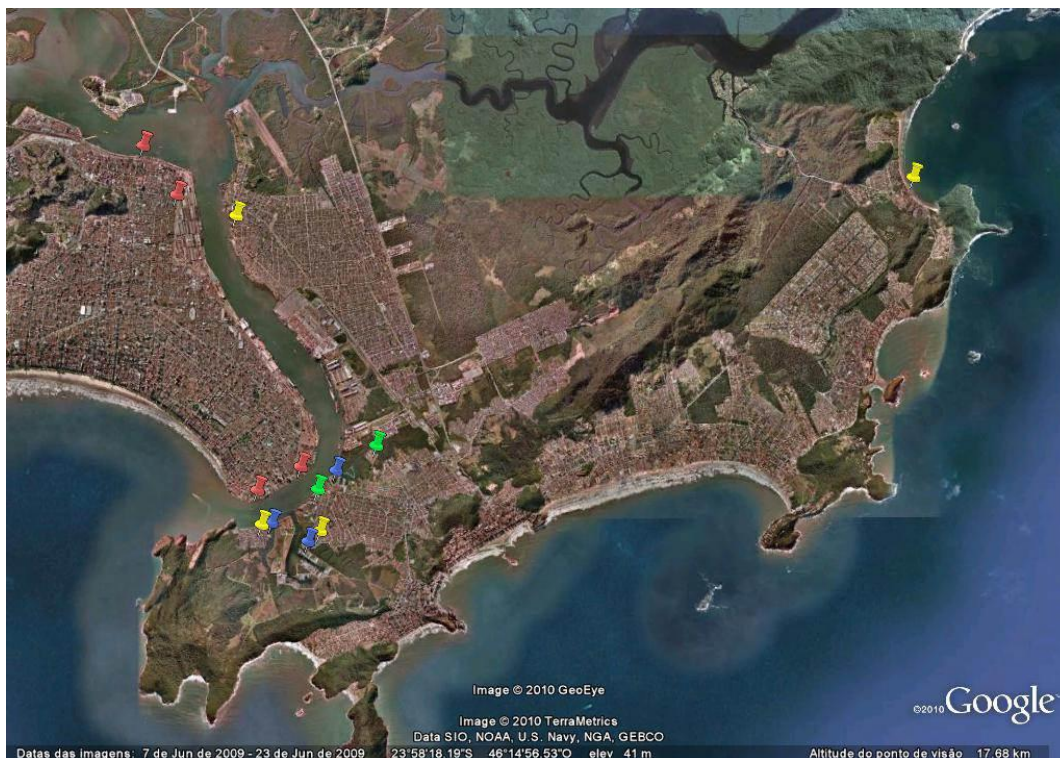 Image © 2010 GeoEye
©2010 Google
Image © 2010 TerraMetrics
Data SIO, NOAA, U.S. Navy, NGA, GEBCO
Datas das imagens: 7 de Jun de 2009 - 23 de Jun de 2009 23°58'18.19"S 46°14'56.53"O elev 41 m Altitude do ponto de visão 17.68 km